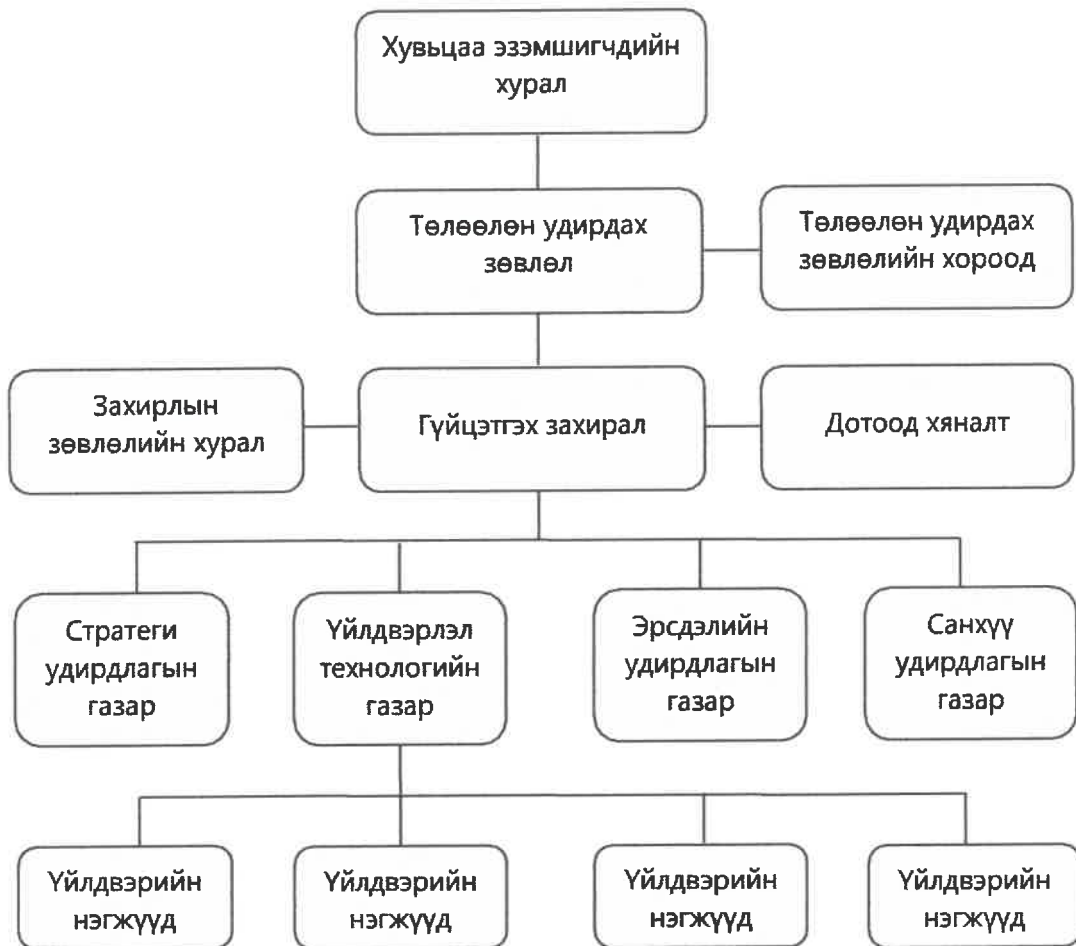 Хувьцаа эзэмшигчдийн
хурал
Төлөөлөн удирдах
зөвлөл
Төлөөлөн удирдах
зөвлөлийн хороод
Захирлын
зөвлөлийн хурал
Гүйцэтгэх захирал
Дотоод хяналт
Стратеги
удирдлагын
газар
Үйлдвэрлэл
технологийн
газар
Эрсдэлийн
удирдлагын
газар
Санхүү
удирдлагын
газар
Үйлдвэрийн
нэгжүүд
Үйлдвэрийн
нэгжүүд
Үйлдвэрийн
нэгжүүд
Үйлдвэрийн
нэгжүүд